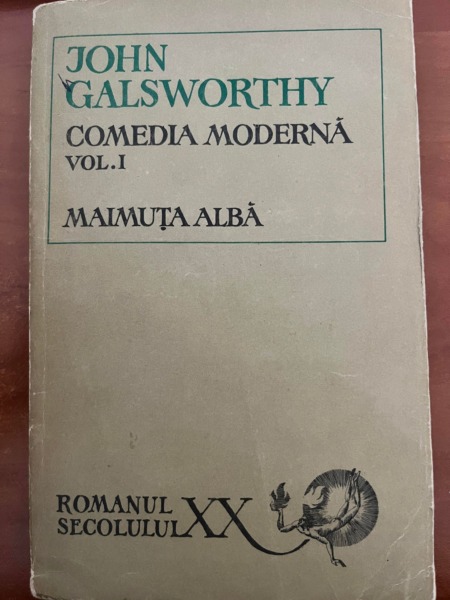 JOHN
GALSWORTHY
COMEDIA MODERNĂ
VOL. I
MAIMUȚA ALBĂ
ROMANUL
SECOLULUI XX